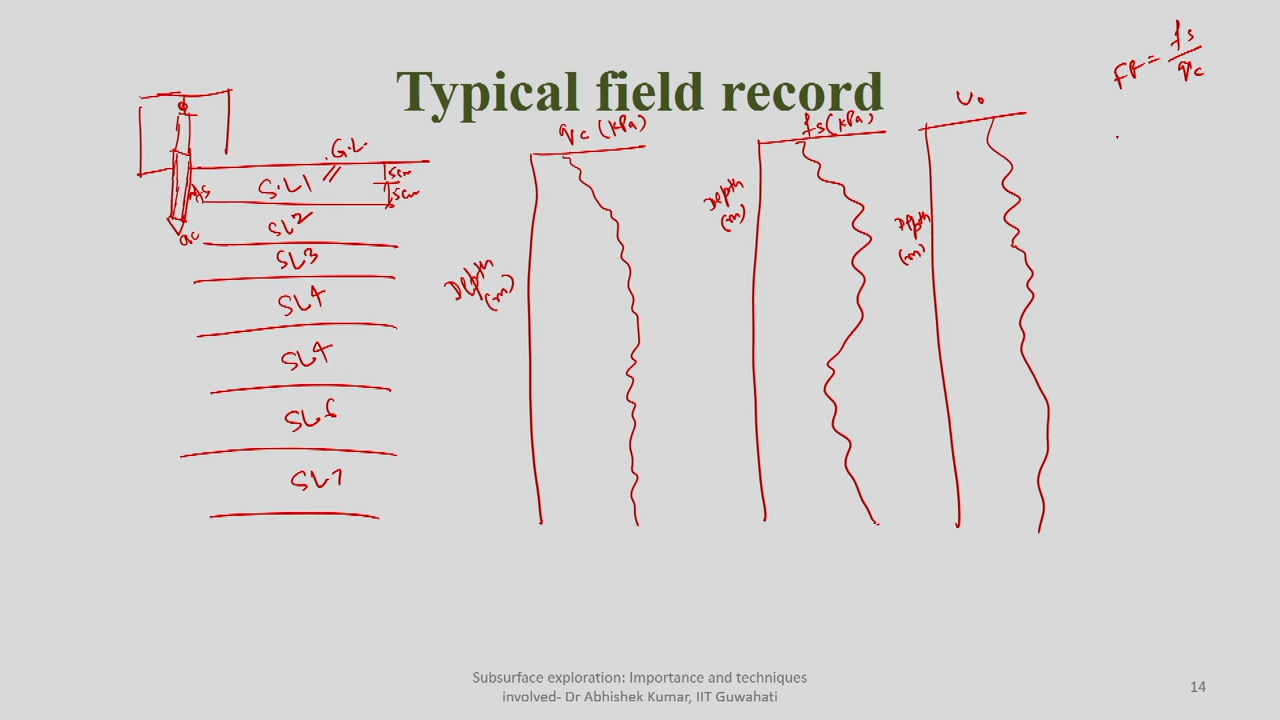 Typical field record
FR = fs/qc
G.L.
5cm
5cm
S.L1
fs
qc
SL2
SL3
SL4
SL4
SL6
SL7
qc (kPa)
Depth
(m)
fs (kPa)
Depth
(m)
U0
Depth
(m)
Subsurface exploration: Importance and techniques
involved- Dr Abhishek Kumar, IIT Guwahati
14